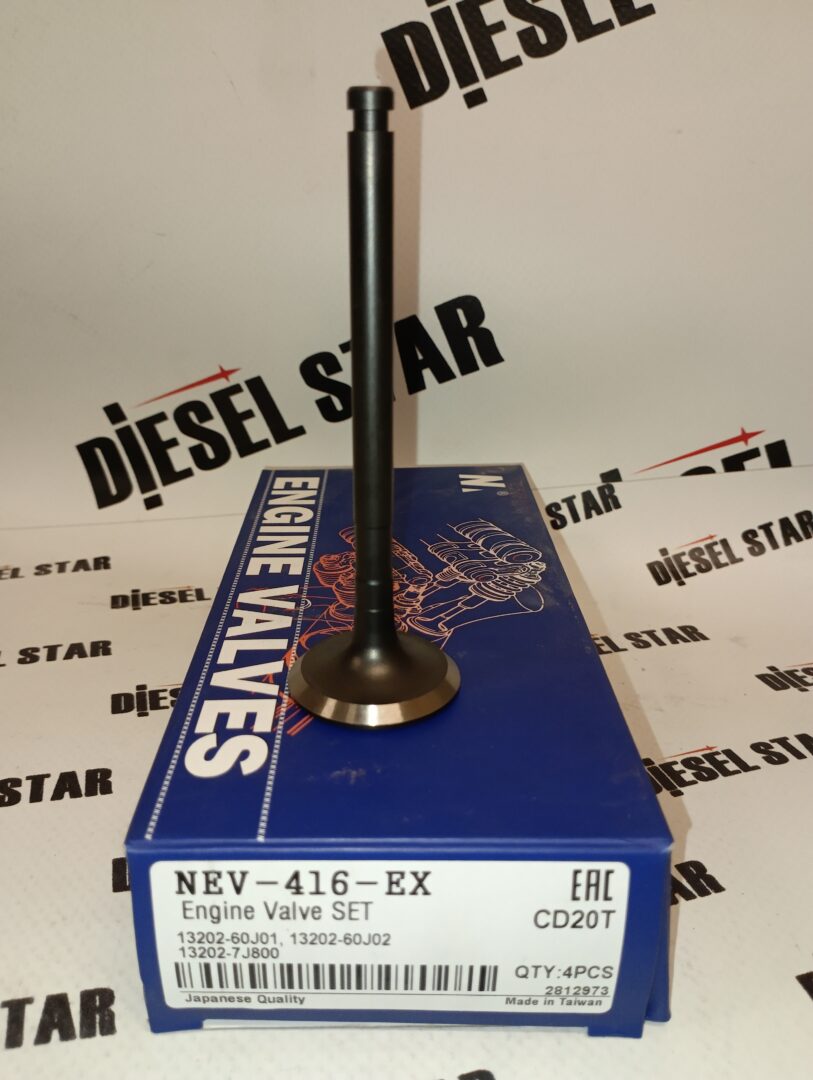 DIESEL
DIESEL STAR
ENGINE VALVES
N
®
STAR
DIESEL STAR
DIESEL STAR
DIESEL
STAR
STAR
STAR
DIESEL STAR
STAR
STAR
NEV-416-EX
EAC
Engine Valve SET
CD20T
13202-60J01, 13202-60J02
13202-7J800
QTY:4PCS
2812973
Japanese Quality
Made in Taiwan
DIESEL STAR